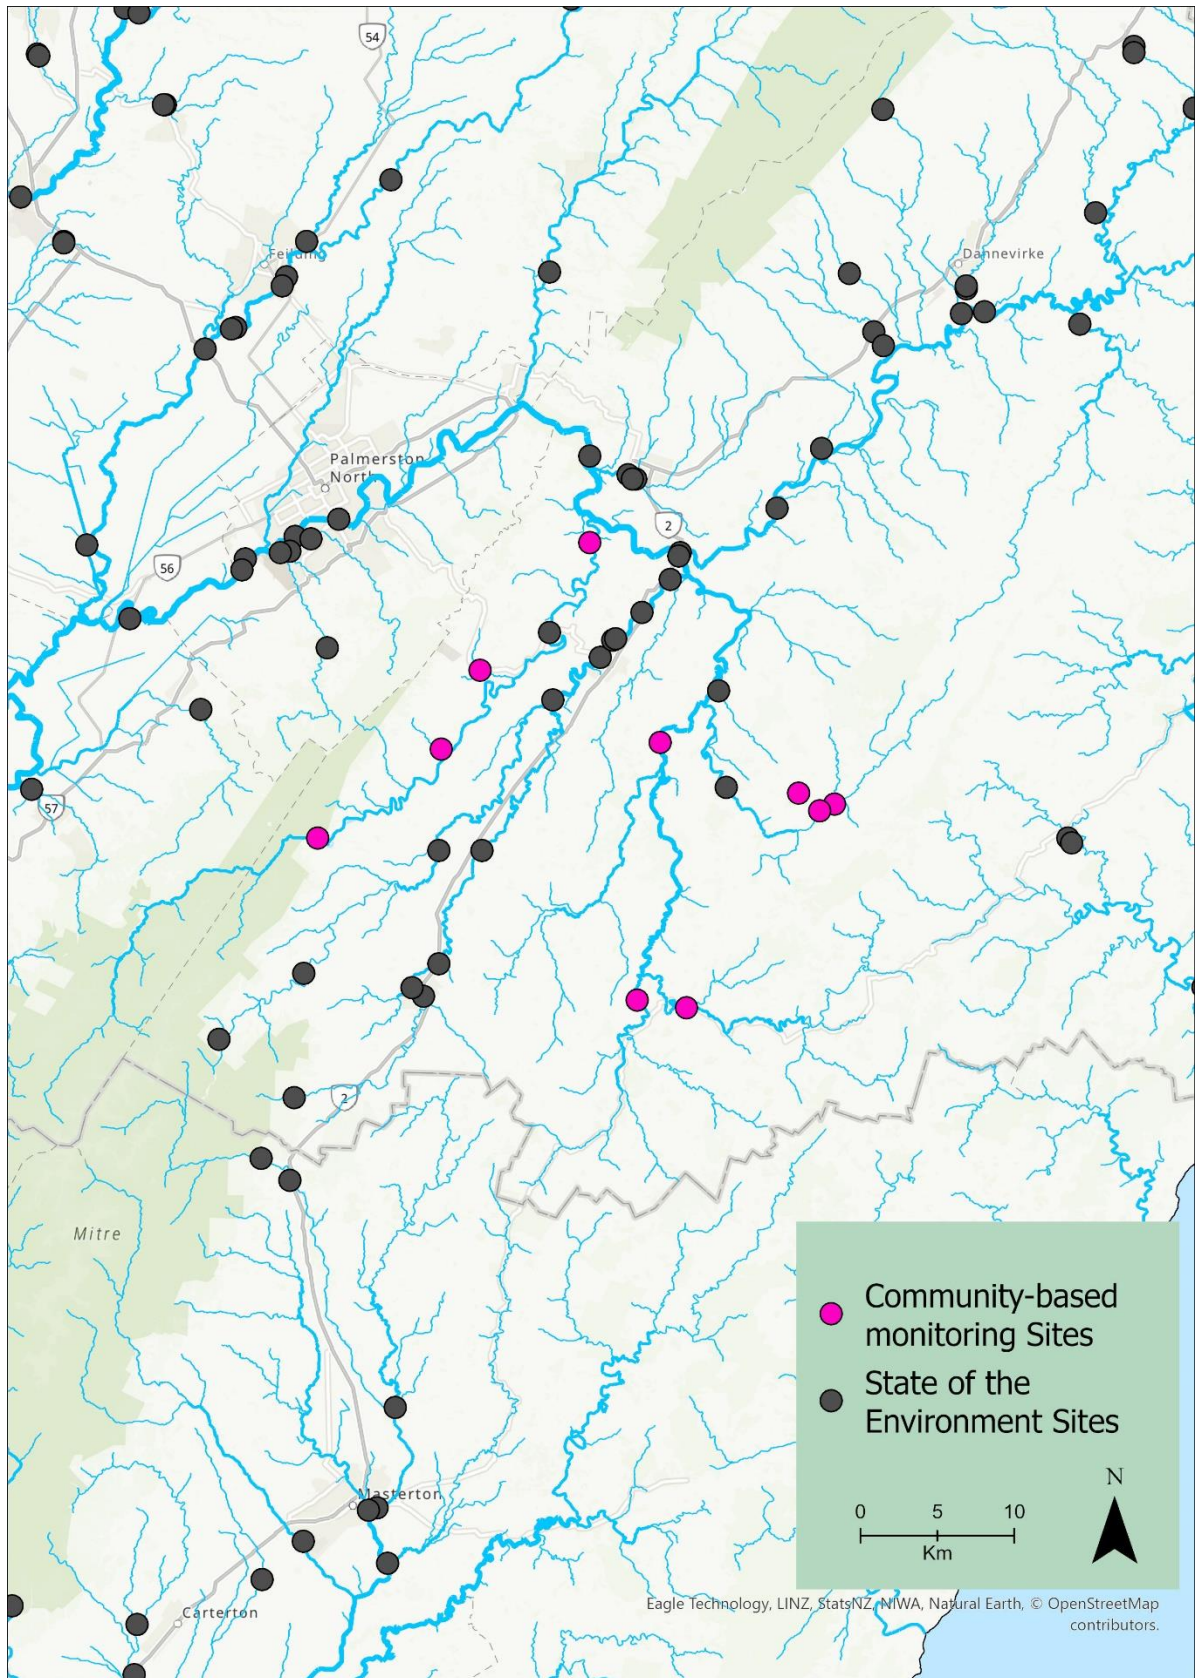 54
Feilding
Dannevirke
Palmerston
North
2
56
57
2
Mitre
Community-based
monitoring Sites
State of the
Environment Sites
N
0 5 10
Km
Masterton
Carterton
Eagle Technology, LINZ, StatsNZ, NIWA, Natural Earth, © OpenStreetMap
contributors.